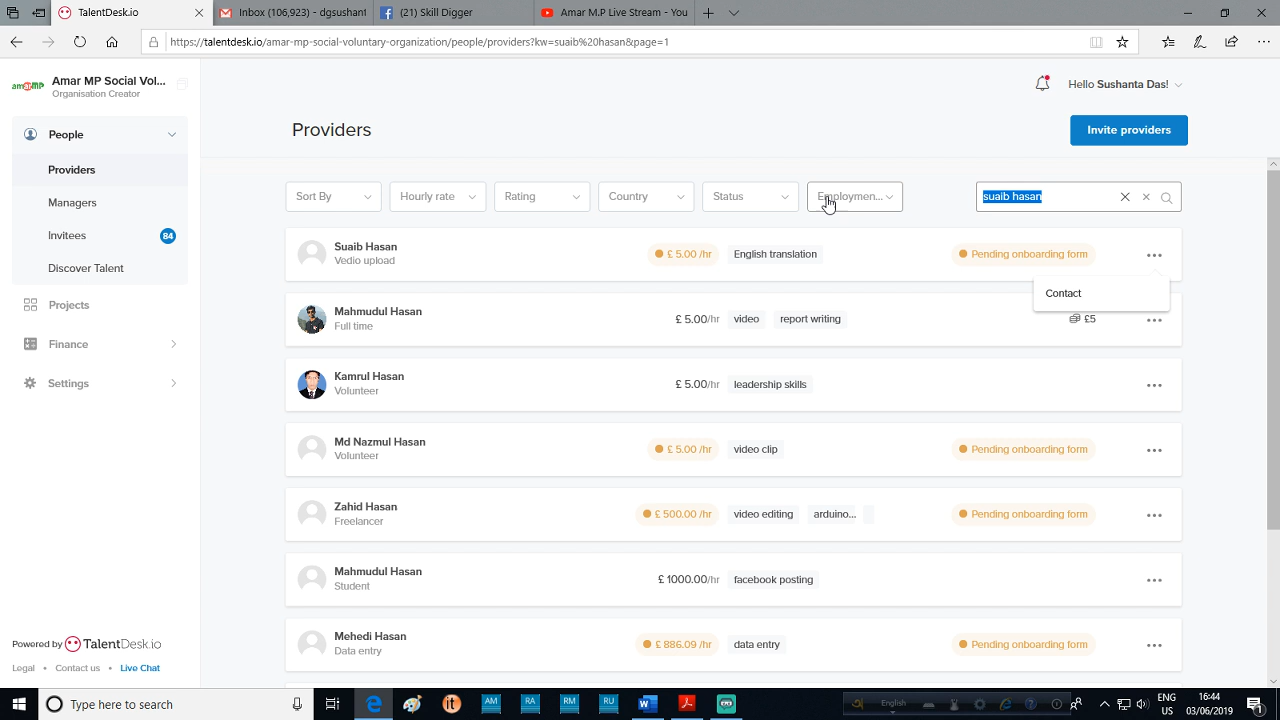 TalentDesk.io
Inbox (106,923) - dgsushant
(21) Skill Digger
Amar M.P Live Stream - You
https://talentdesk.io/amar-mp-social-voluntary-organization/people/providers?kw=suaib%20hasan&page=1
amarMP
Amar MP Social Vol...
Organisation Creator
Hello Sushanta Das!
People
Providers
Managers
Invitees 84
Discover Talent
Projects
Finance
Settings
Providers
Invite providers
Sort By
Hourly rate
Rating
Country
Status
Employmen...
suaib hasan
Suaib Hasan
Vedio upload
£ 5.00 /hr
English translation
Pending onboarding form
Contact
Mahmudul Hasan
Full time
£ 5.00/hr
video
report writing
£5
Kamrul Hasan
Volunteer
£ 5.00/hr
leadership skills
Md Nazmul Hasan
Volunteer
£ 5.00 /hr
video clip
Pending onboarding form
Zahid Hasan
Freelancer
£ 500.00 /hr
video editing
arduino...
Pending onboarding form
Mahmudul Hasan
Student
£ 1000.00/hr
facebook posting
Mehedi Hasan
Data entry
£ 886.09 /hr
data entry
Pending onboarding form
Powered by TalentDesk.io
Legal • Contact us • Live Chat
Type here to search
it
AM
RA
RM
RU
English
ENG
US
16:44
03/06/2019
1